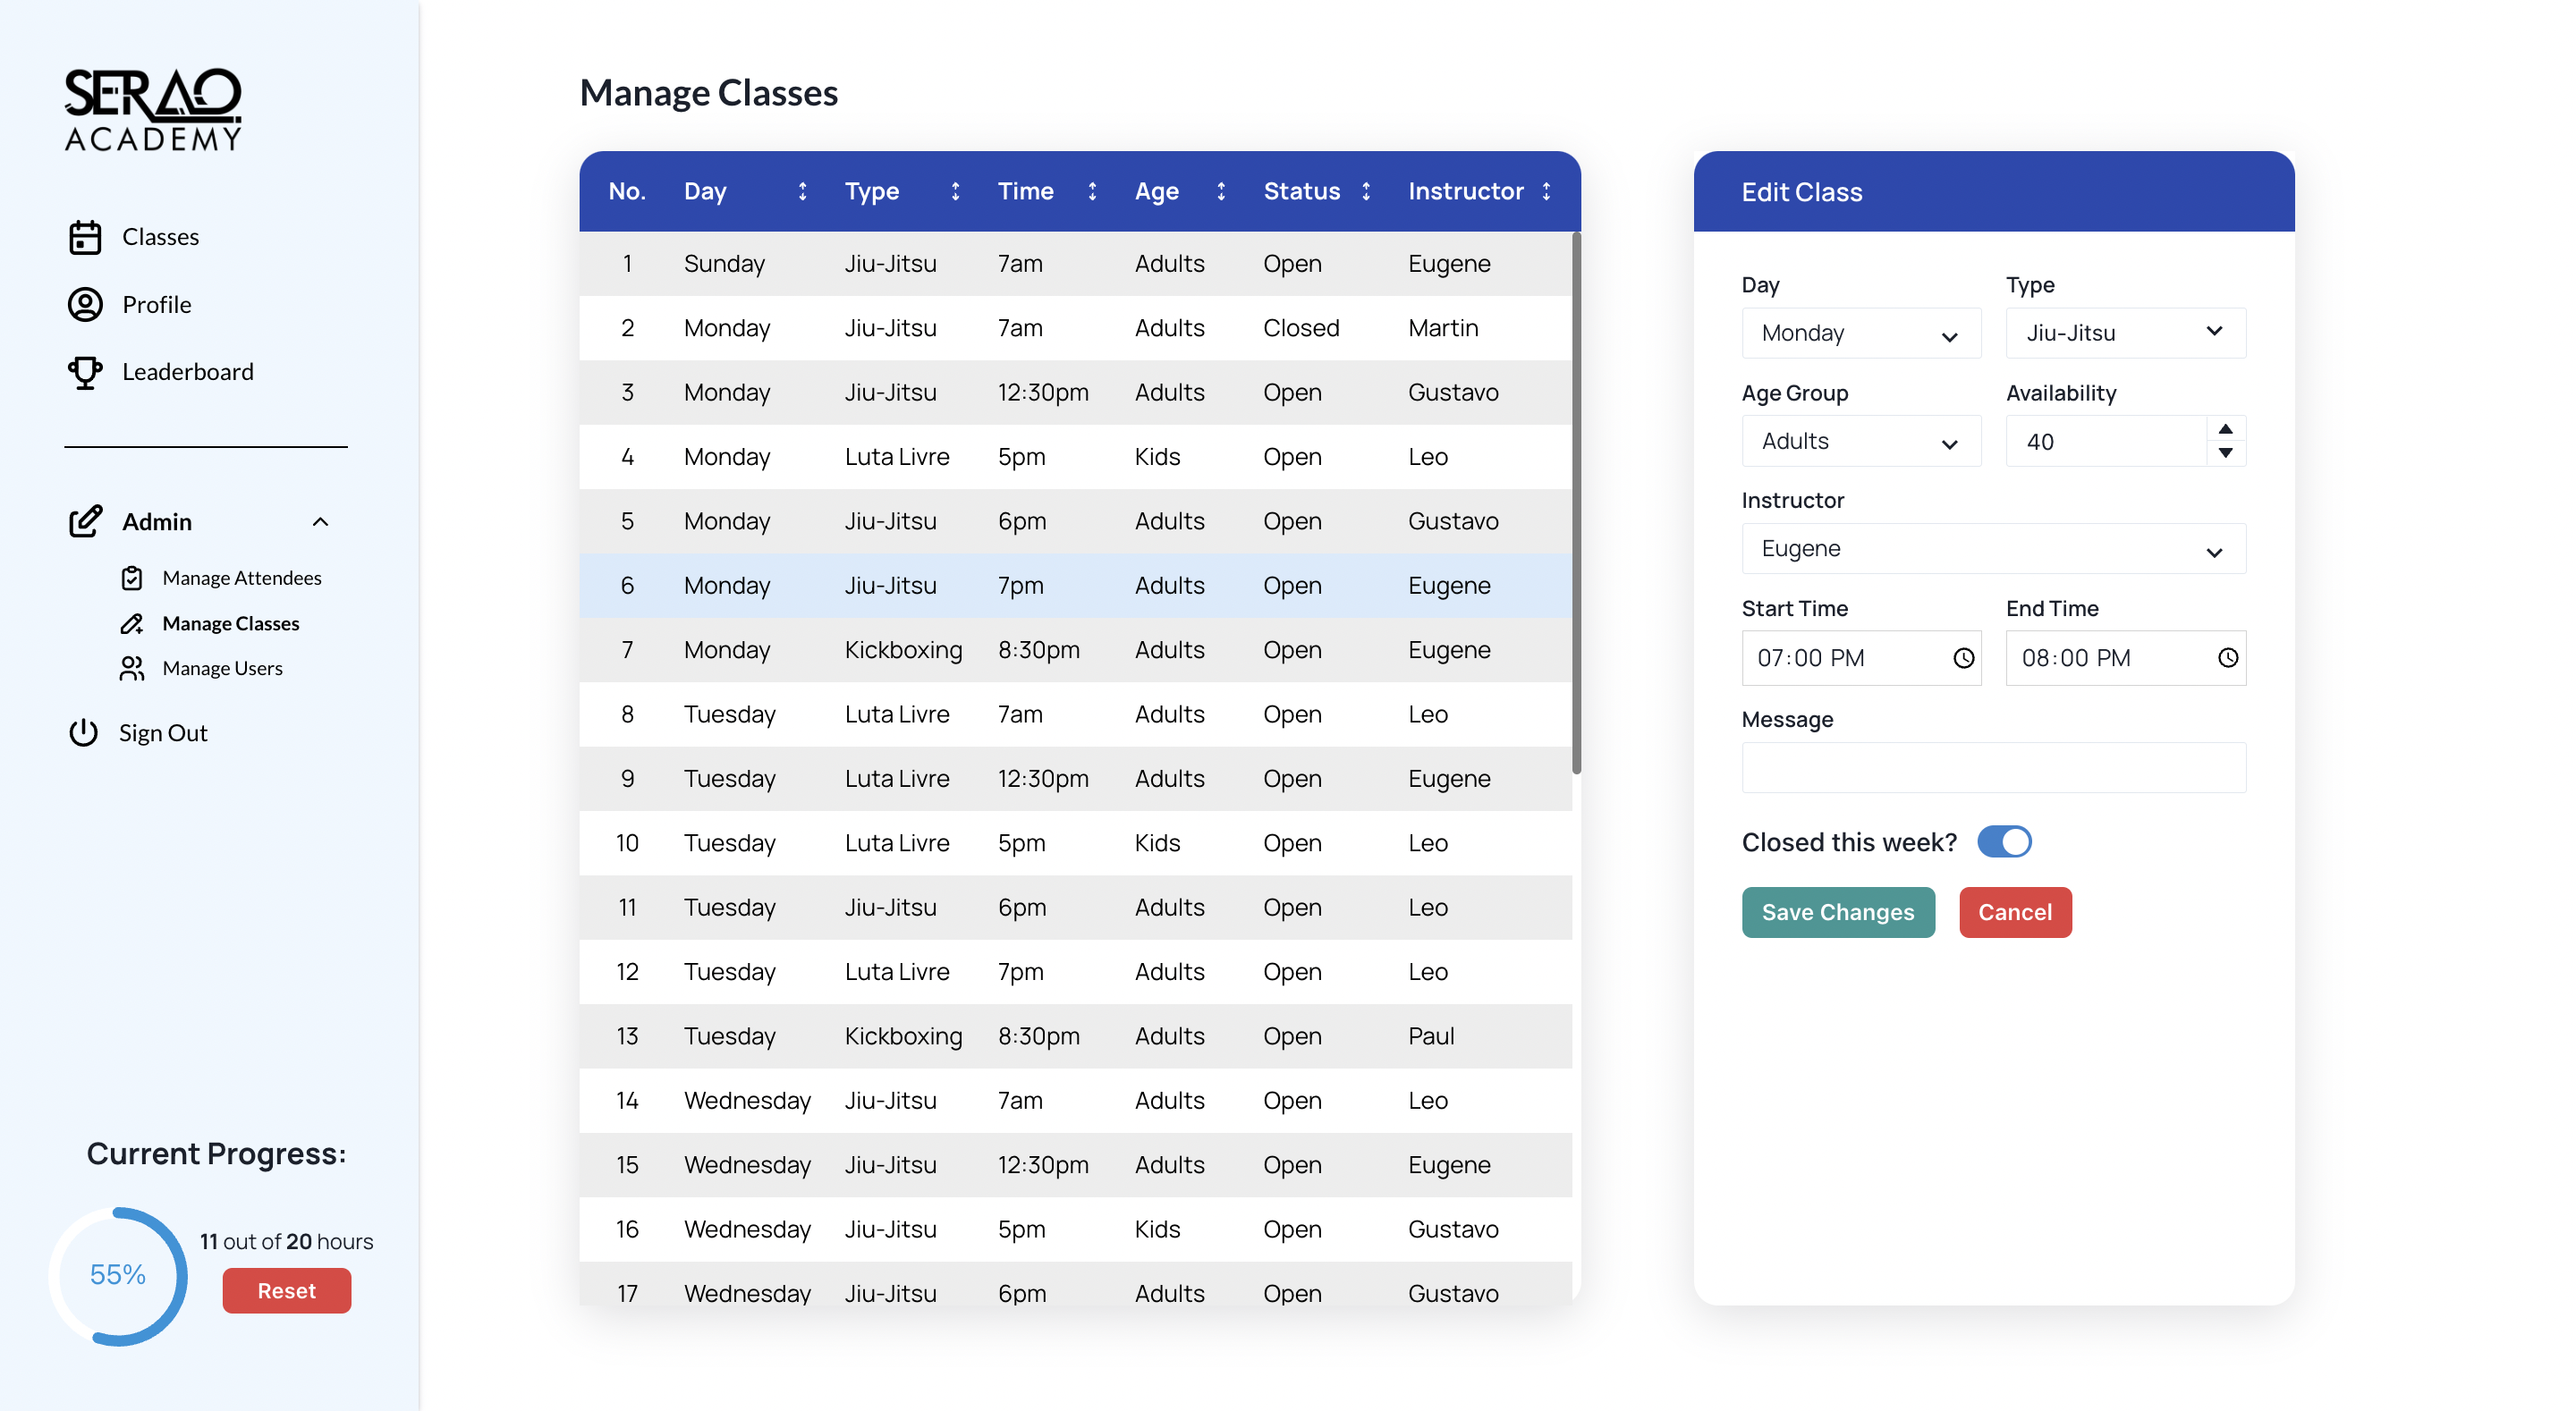 SERAO
ACADEMY
Classes
Profile
Leaderboard
Admin
Manage Attendees
Manage Classes
Manage Users
Sign Out
Current Progress:
55%
11 out of 20 hours
Reset
Manage Classes
No. Day Type Time Age Status Instructor
1 Sunday Jiu-Jitsu 7am Adults Open Eugene
2 Monday Jiu-Jitsu 7am Adults Closed Martin
3 Monday Jiu-Jitsu 12:30pm Adults Open Gustavo
4 Monday Luta Livre 5pm Kids Open Leo
5 Monday Jiu-Jitsu 6pm Adults Open Gustavo
6 Monday Jiu-Jitsu 7pm Adults Open Eugene
7 Monday Kickboxing 8:30pm Adults Open Eugene
8 Tuesday Luta Livre 7am Adults Open Leo
9 Tuesday Luta Livre 12:30pm Adults Open Eugene
10 Tuesday Luta Livre 5pm Kids Open Leo
11 Tuesday Jiu-Jitsu 6pm Adults Open Leo
12 Tuesday Luta Livre 7pm Adults Open Leo
13 Tuesday Kickboxing 8:30pm Adults Open Paul
14 Wednesday Jiu-Jitsu 7am Adults Open Leo
15 Wednesday Jiu-Jitsu 12:30pm Adults Open Eugene
16 Wednesday Jiu-Jitsu 5pm Kids Open Gustavo
17 Wednesday Jiu-Jitsu 6pm Adults Open Gustavo
Edit Class
Day Type
Monday Jiu-Jitsu
Age Group Availability
Adults 40
Instructor
Eugene
Start Time End Time
07:00 PM 08:00 PM
Message
Closed this week?
Save Changes Cancel